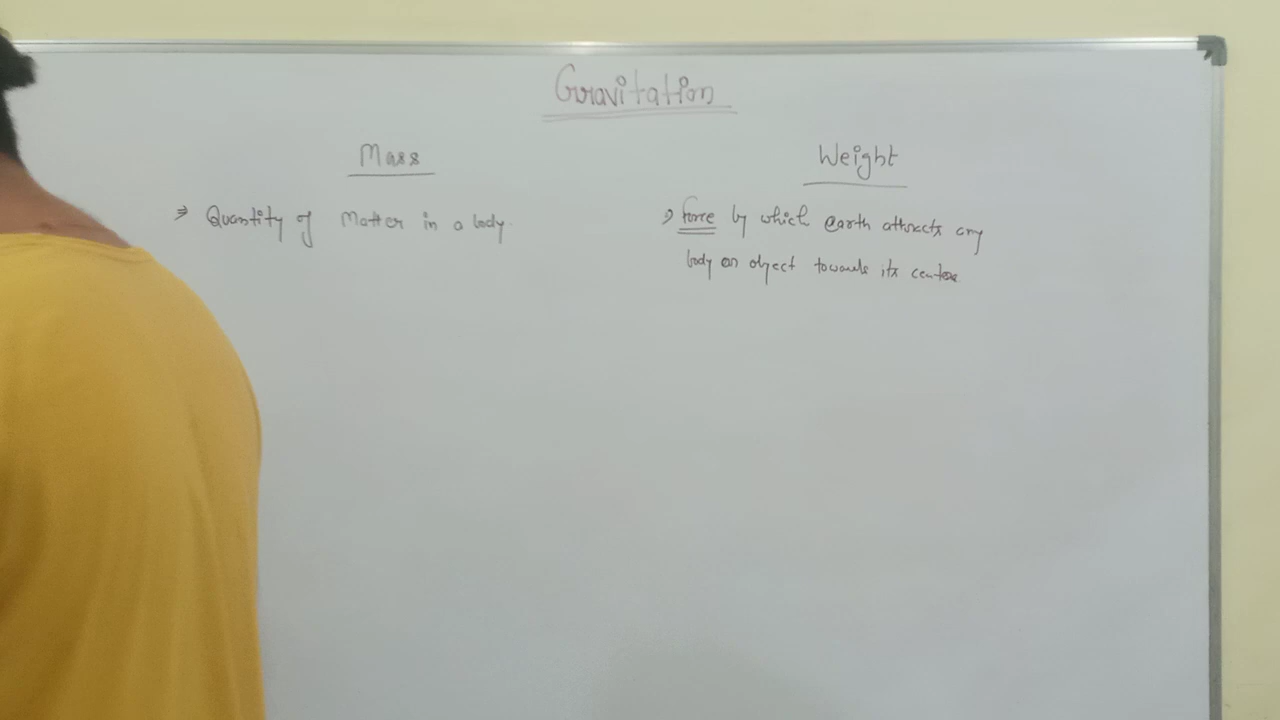 Gravitation
Mass
Weight
⇒ Quantity of Matter in a body.
⇒ Force by which earth attracts any
body or object towards its centre